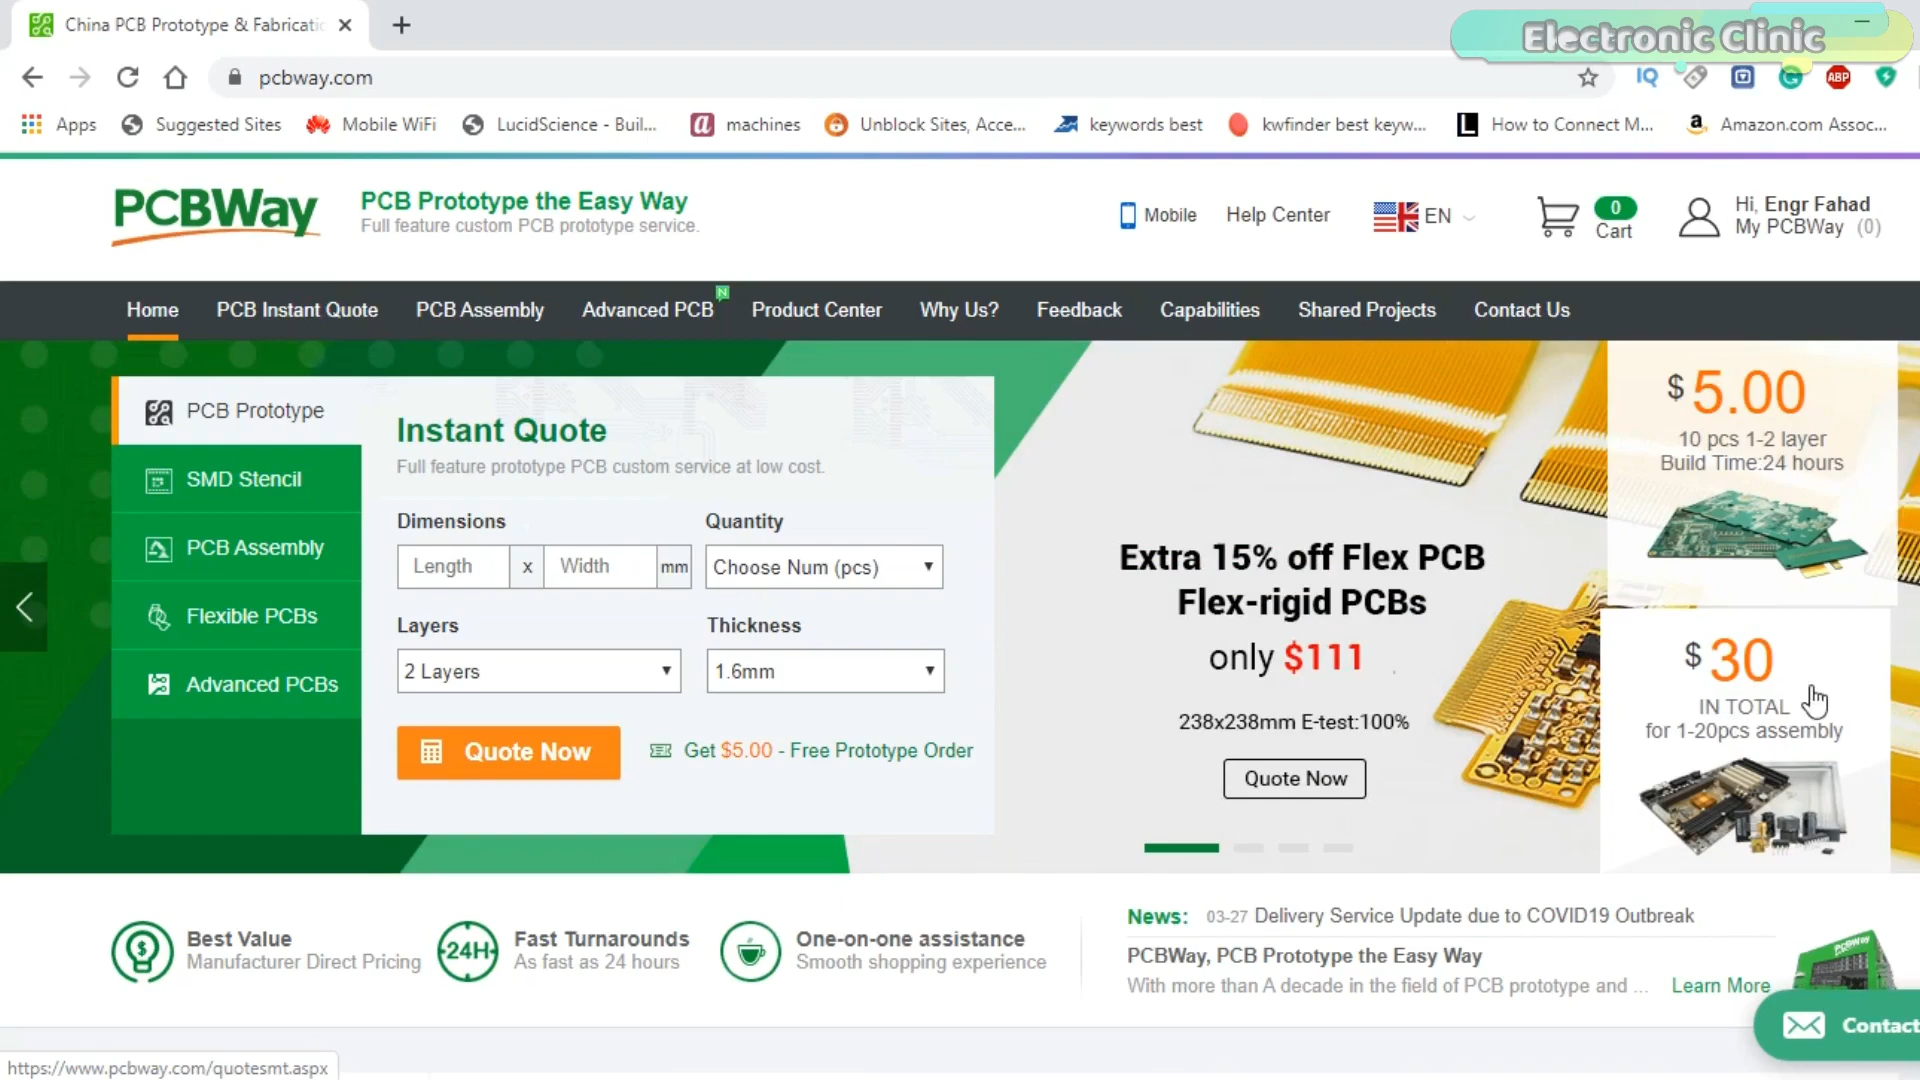 China PCB Prototype & Fabricatic
Electronic Clinic
pcbway.com
IQ
ABP
Apps
Suggested Sites
Mobile WiFi
LucidScience - Buil...
machines
Unblock Sites, Acce...
keywords best
kwfinder best keyw...
How to Connect M...
Amazon.com Assoc...
PCBWay
PCB Prototype the Easy Way
Full feature custom PCB prototype service.
Mobile
Help Center
EN
0
Cart
Hi, Engr Fahad
My PCBWay (0)
Home
PCB Instant Quote
PCB Assembly
Advanced PCB
N
Product Center
Why Us?
Feedback
Capabilities
Shared Projects
Contact Us
PCB Prototype
SMD Stencil
PCB Assembly
Flexible PCBs
Advanced PCBs
Instant Quote
Full feature prototype PCB custom service at low cost.
Dimensions
Quantity
Length x Width mm
Choose Num (pcs)
Layers
Thickness
2 Layers
1.6mm
Quote Now
Get $5.00 - Free Prototype Order
Extra 15% off Flex PCB
Flex-rigid PCBs
only $111
238x238mm E-test:100%
Quote Now
$ 5.00
10 pcs 1-2 layer
Build Time:24 hours
$ 30
IN TOTAL
for 1-20pcs assembly
Best Value
Manufacturer Direct Pricing
24H
Fast Turnarounds
As fast as 24 hours
One-on-one assistance
Smooth shopping experience
News: 03-27 Delivery Service Update due to COVID19 Outbreak
PCBWay, PCB Prototype the Easy Way
With more than A decade in the field of PCB prototype and ... Learn More
PCBWay
Contact
https://www.pcbway.com/quotesmt.aspx